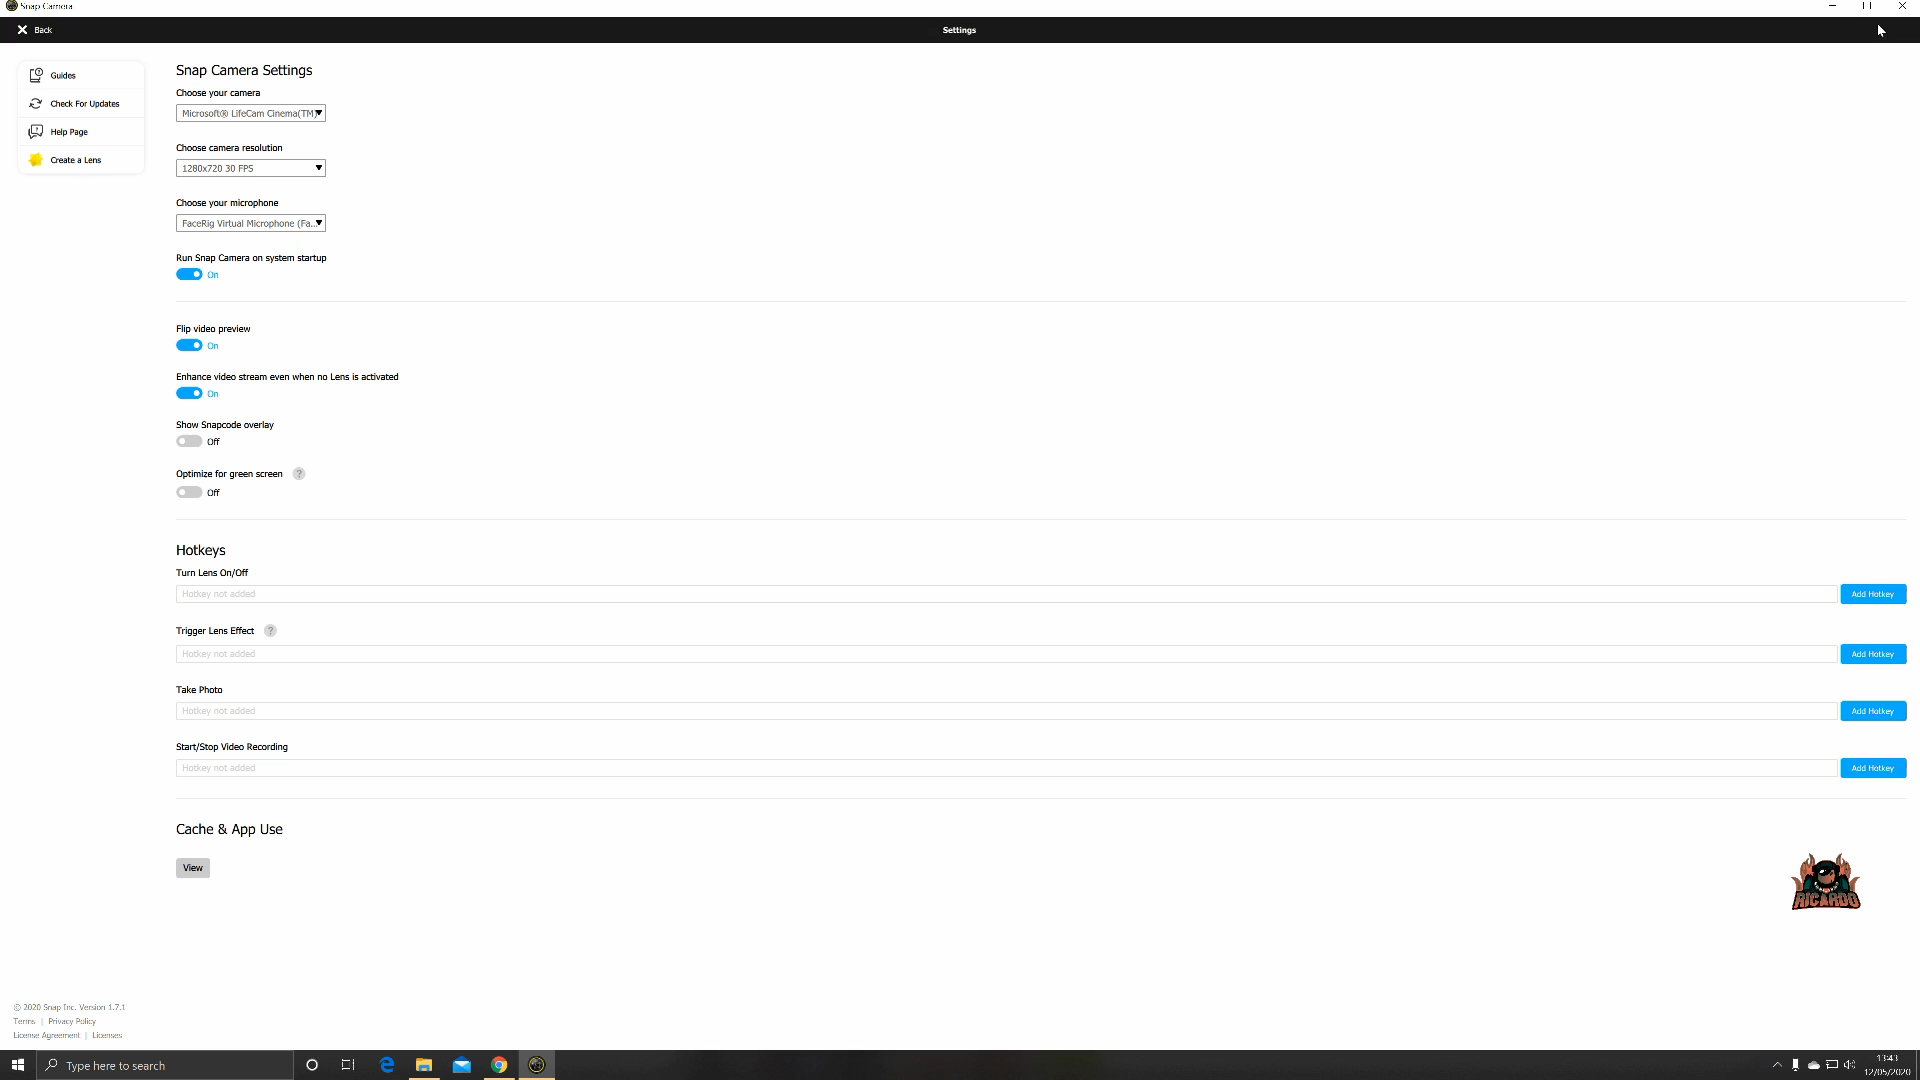 Snap Camera
Back
Settings
Guides
Check For Updates
Help Page
Create a Lens
Snap Camera Settings
Choose your camera
Microsoft® LifeCam Cinema(TM)
Choose camera resolution
1280x720 30 FPS
Choose your microphone
FaceRig Virtual Microphone (Fa...
Run Snap Camera on system startup
On
Flip video preview
On
Enhance video stream even when no Lens is activated
On
Show Snapcode overlay
Off
Optimize for green screen ?
Off
Hotkeys
Turn Lens On/Off
Hotkey not added Add Hotkey
Trigger Lens Effect ?
Hotkey not added Add Hotkey
Take Photo
Hotkey not added Add Hotkey
Start/Stop Video Recording
Hotkey not added Add Hotkey
Cache & App Use
View
RICARDO
© 2020 Snap Inc. Version 1.7.1
Terms | Privacy Policy
License Agreement | Licenses
Type here to search
13:43
12/05/2020